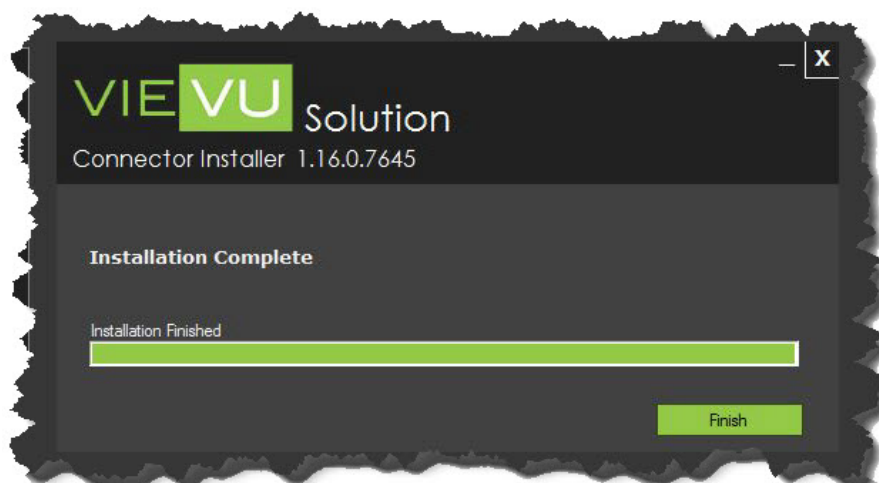 VIEVU Solution
Connector Installer 1.16.0.7645
_ X
Installation Complete
Installation Finished
Finish